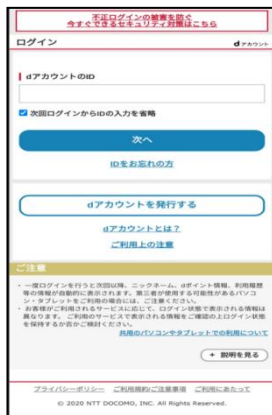 不正ログインの被害を防ぐ
今すぐできるセキュリティ対策はこちら
ログイン
dアカウント
dアカウントのID
次回ログインからIDの入力を省略
次へ
IDをお忘れの方
dアカウントを発行する
dアカウントとは?
ご利用上の注意
ご注意
・一度ログインを行うと次回以降、ニックネーム、dポイント情報、利用履歴
等の情報が自動的に表示されます。第三者が使用する可能性があるパソコ
ン・タブレットをご利用の場合には、ご注意ください。
・お客様がご利用されるサービスに応じて、ログイン状態で表示される情報は
異なります。ご利用のサービスで表示される情報をご確認の上ログイン状態
を保持するか否かご検討ください。
共用のパソコンやタブレットでの利用について
+ 説明を見る
プライバシーポリシー ご利用規約/ご注意事項 ご利用にあたって
© 2020 NTT DOCOMO, INC. All Rights Reserved.